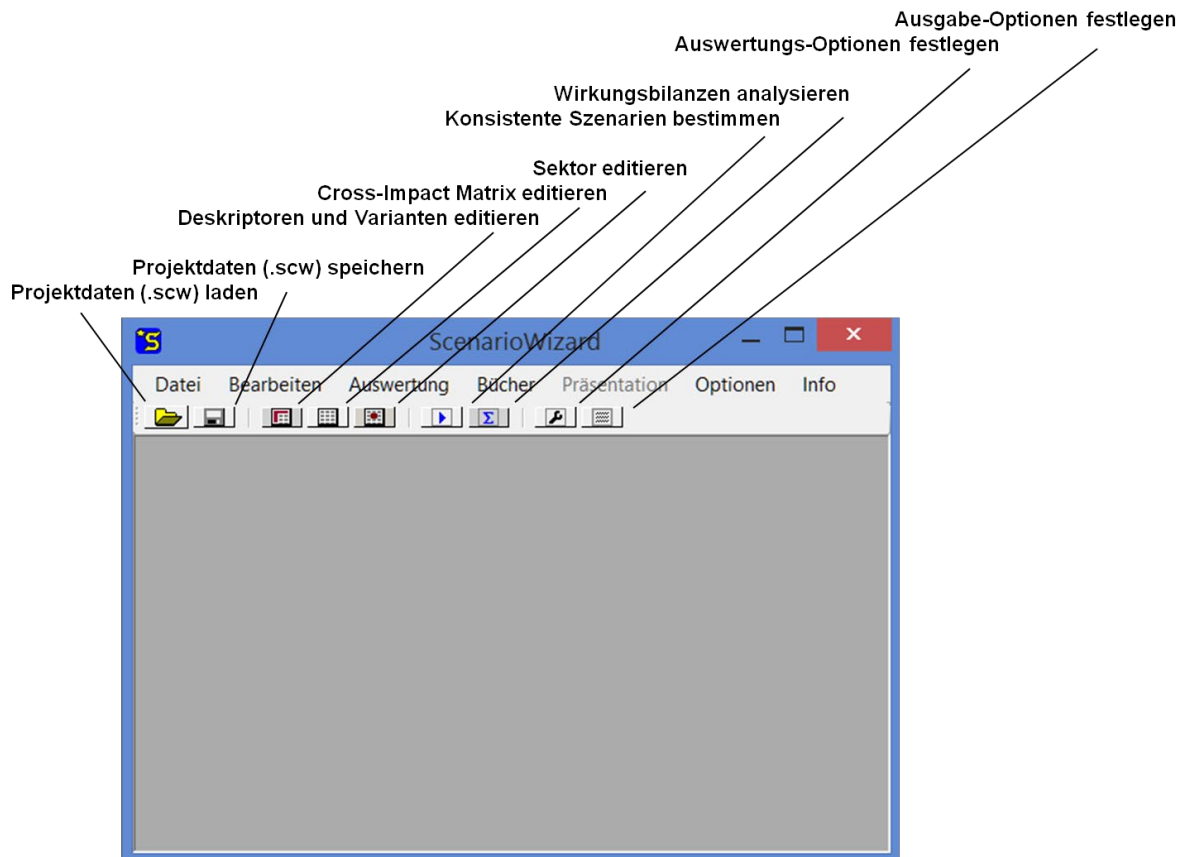 Ausgabe-Optionen festlegen
Auswertungs-Optionen festlegen
Wirkungsbilanzen analysieren
Konsistente Szenarien bestimmen
Sektor editieren
Cross-Impact Matrix editieren
Deskriptoren und Varianten editieren
Projektdaten (.scw) speichern
Projektdaten (.scw) laden
S
ScenarioWizard
Datei Bearbeiten Auswertung Bücher Präsentation Optionen Info
Σ